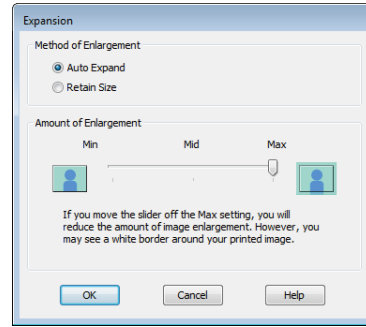 Expansion
Method of Enlargement
Auto Expand
Retain Size
Amount of Enlargement
Min Mid Max
If you move the slider off the Max setting, you will
reduce the amount of image enlargement. However, you
may see a white border around your printed image.
OK Cancel Help